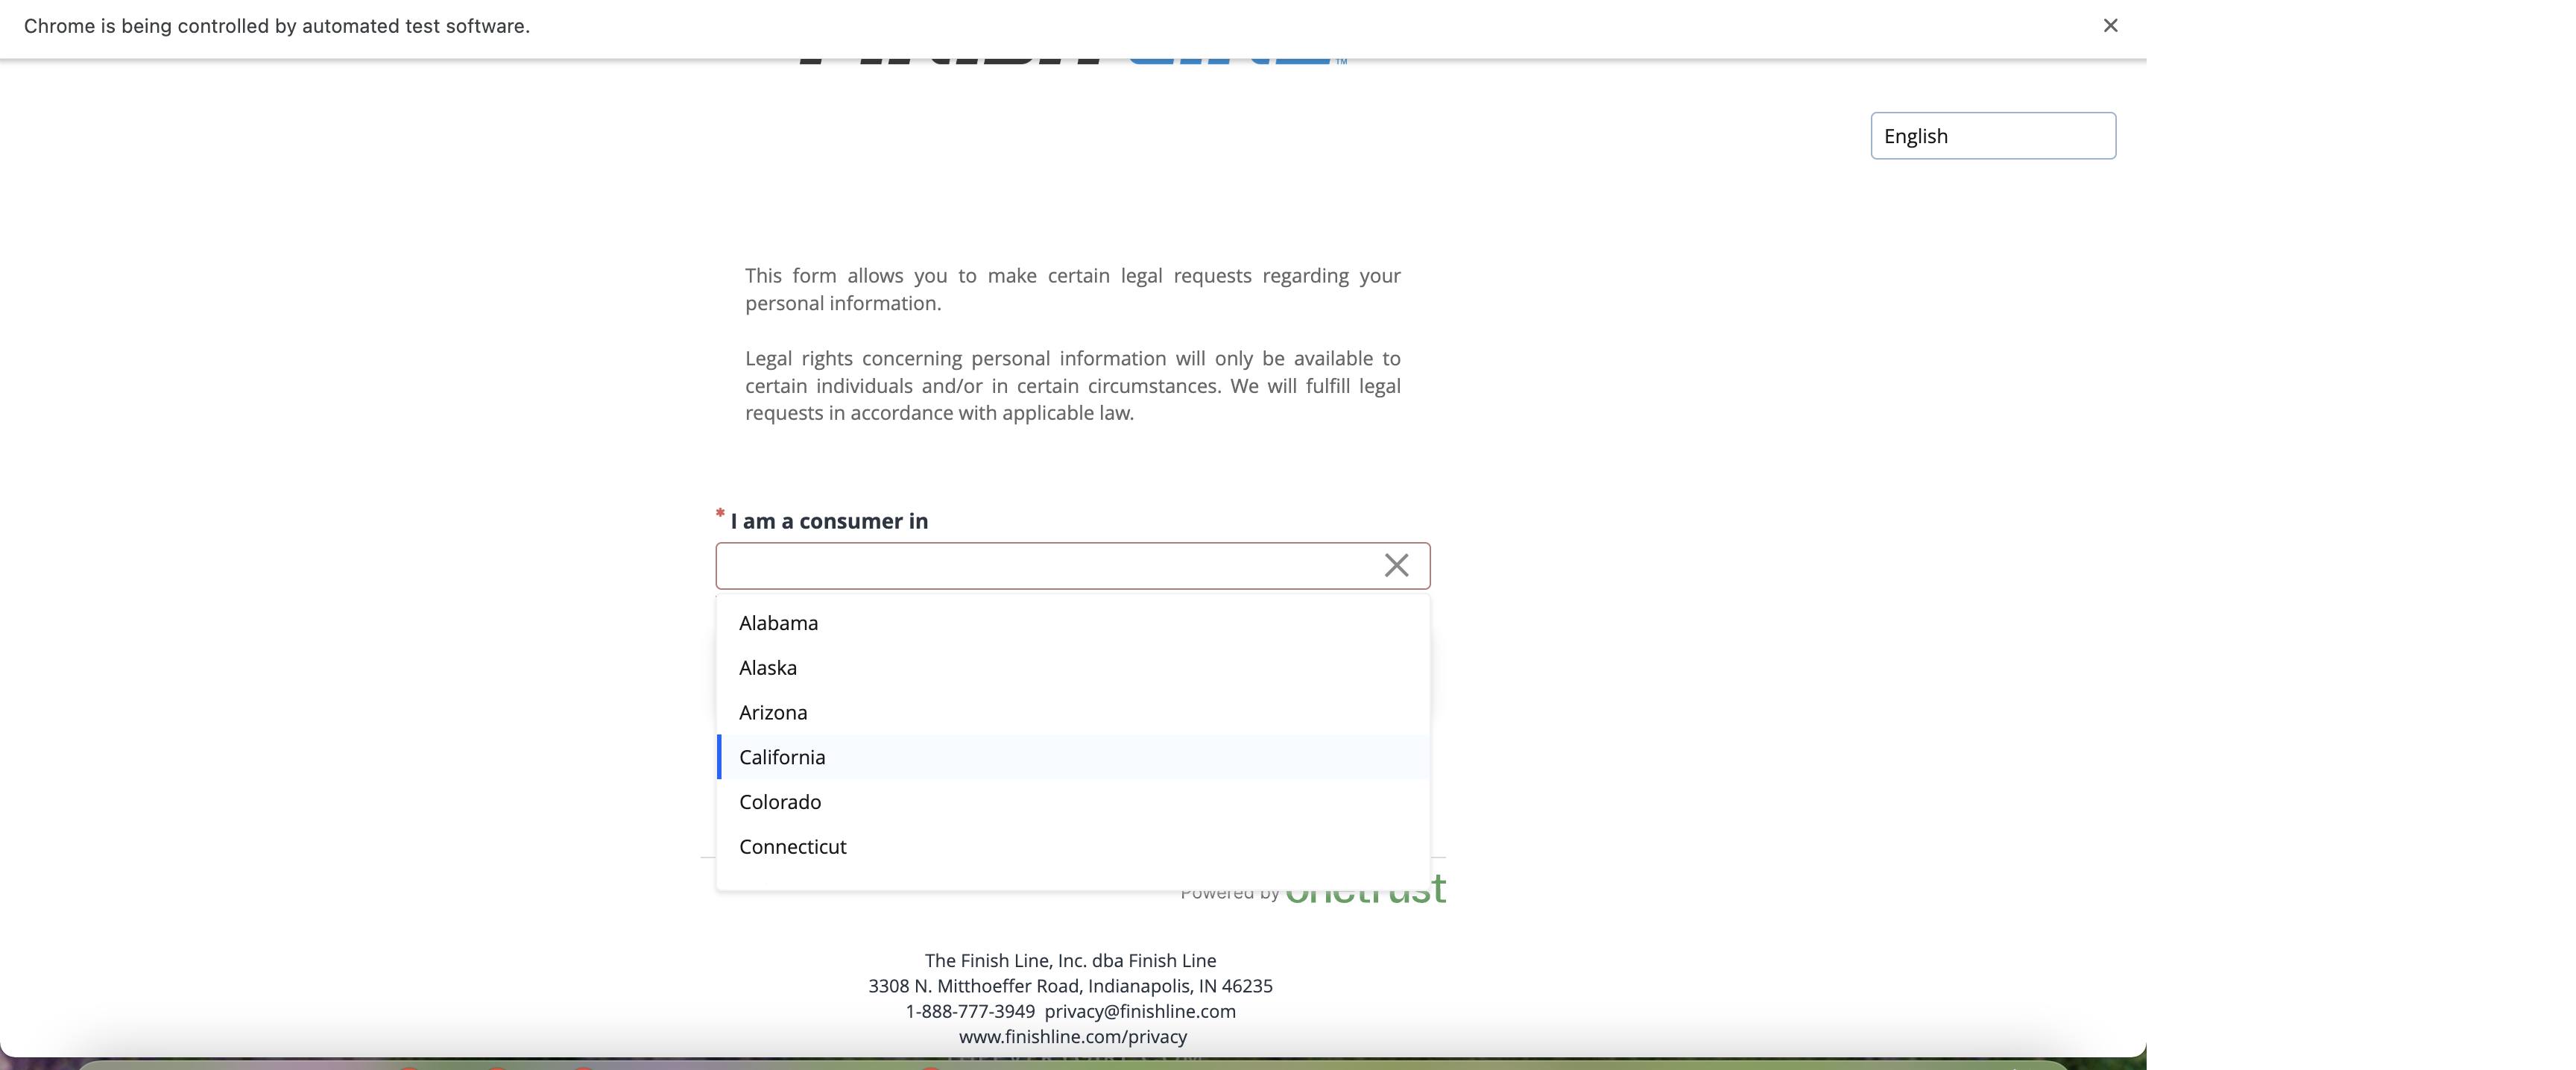 Chrome is being controlled by automated test software.
TM
English
This form allows you to make certain legal requests regarding your
personal information.
Legal rights concerning personal information will only be available to
certain individuals and/or in certain circumstances. We will fulfill legal
requests in accordance with applicable law.
* I am a consumer in
Alabama
Alaska
Arizona
California
Colorado
Connecticut
Powered by onetrust
The Finish Line, Inc. dba Finish Line
3308 N. Mitthoeffer Road, Indianapolis, IN 46235
1-888-777-3949 privacy@finishline.com
www.finishline.com/privacy